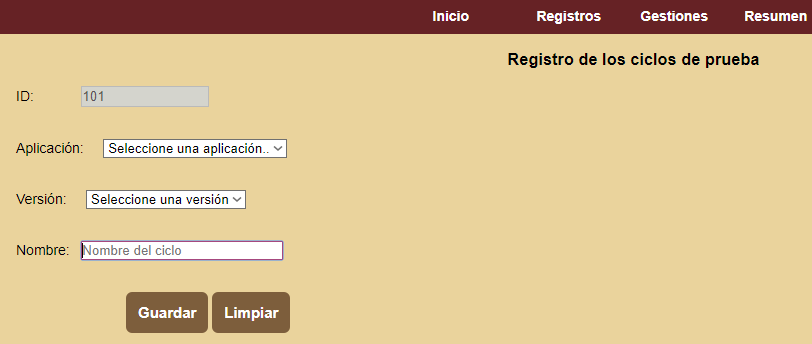 Inicio Registros Gestiones Resumen
Registro de los ciclos de prueba
ID: 101
Aplicación: Seleccione una aplicación..
Versión: Seleccione una versión
Nombre: Nombre del ciclo
Guardar Limpiar